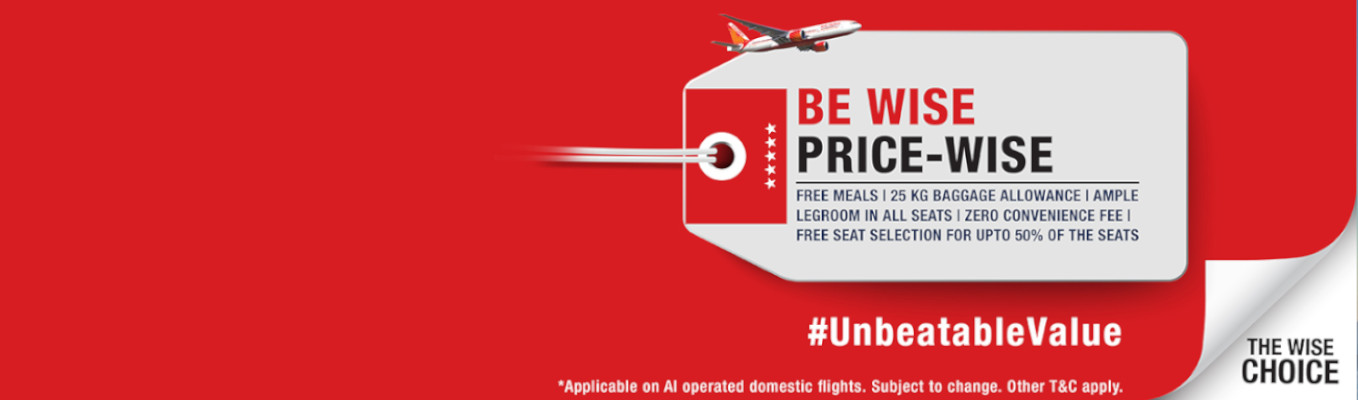 BE WISE
PRICE-WISE
FREE MEALS | 25 KG BAGGAGE ALLOWANCE | AMPLE
LEGROOM IN ALL SEATS | ZERO CONVENIENCE FEE |
FREE SEAT SELECTION FOR UPTO 50% OF THE SEATS
#UnbeatableValue
*Applicable on AI operated domestic flights. Subject to change. Other T&C apply.
THE WISE
CHOICE